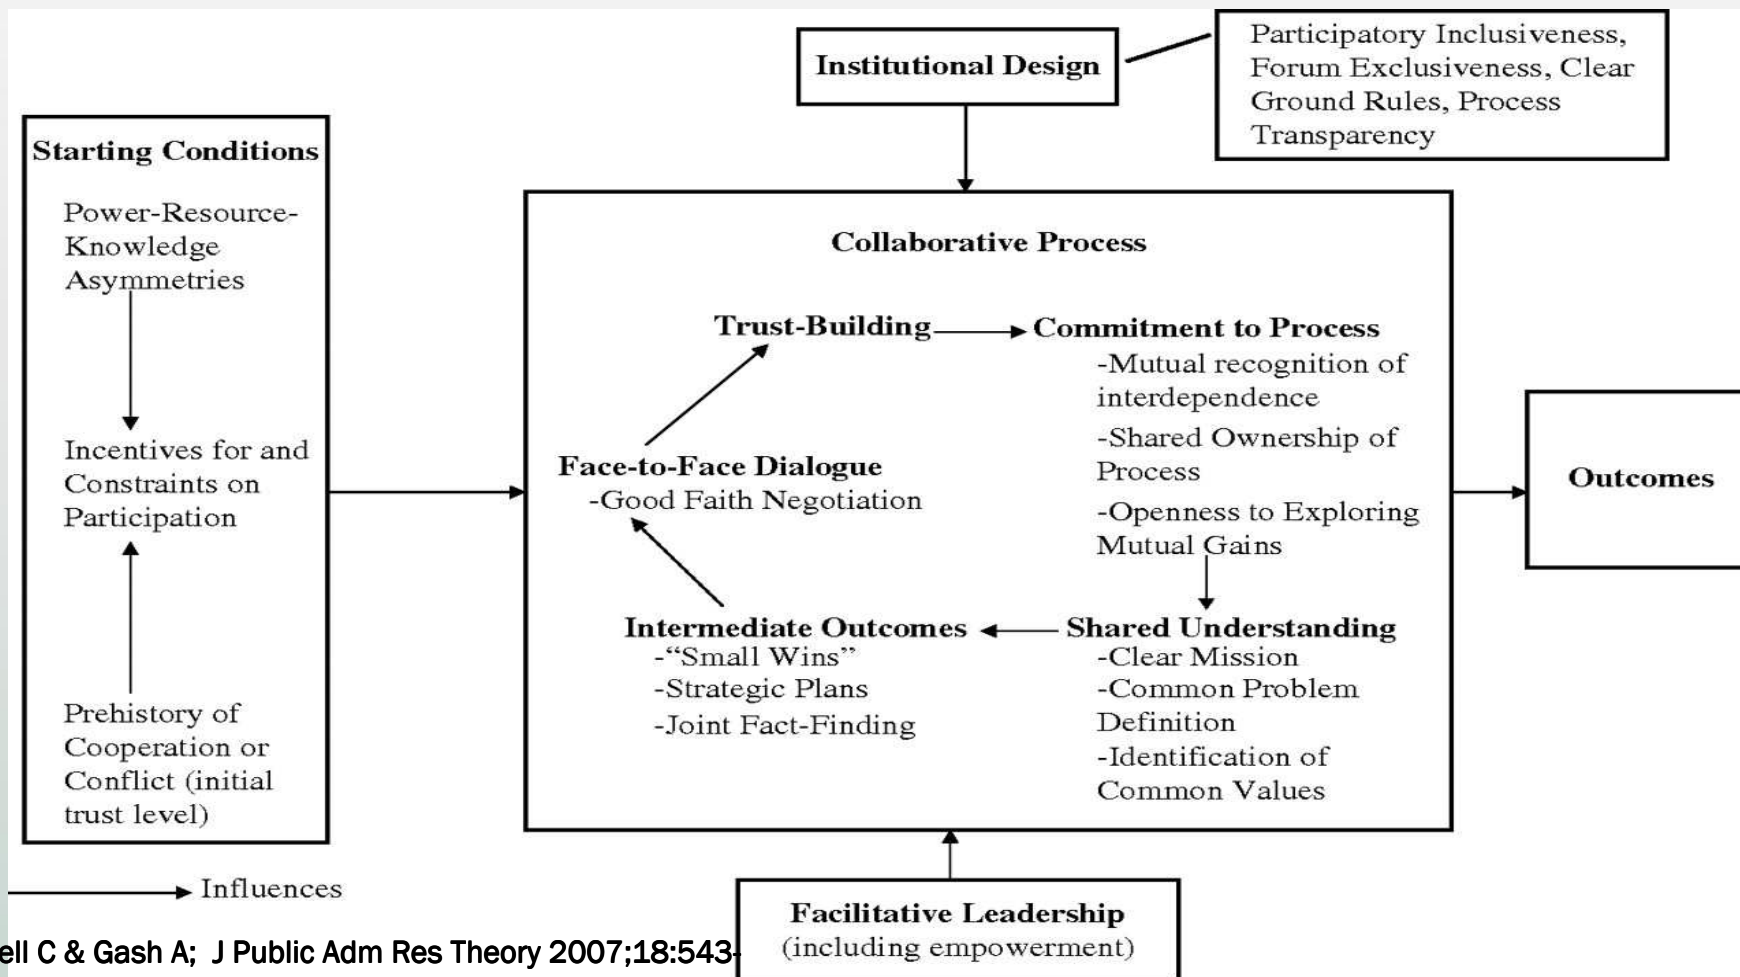 Institutional Design
Participatory Inclusiveness,
Forum Exclusiveness, Clear
Ground Rules, Process
Transparency
Starting Conditions
Power-Resource-
Knowledge
Asymmetries
Incentives for and
Constraints on
Participation
Prehistory of
Cooperation or
Conflict (initial
trust level)
Collaborative Process
Trust-Building
Commitment to Process
-Mutual recognition of
interdependence
-Shared Ownership of
Process
-Openness to Exploring
Mutual Gains
Face-to-Face Dialogue
-Good Faith Negotiation
Intermediate Outcomes
-“Small Wins”
-Strategic Plans
-Joint Fact-Finding
Shared Understanding
-Clear Mission
-Common Problem
Definition
-Identification of
Common Values
Outcomes
Influences
Facilitative Leadership
(including empowerment)
ell C & Gash A; J Public Adm Res Theory 2007;18:543-